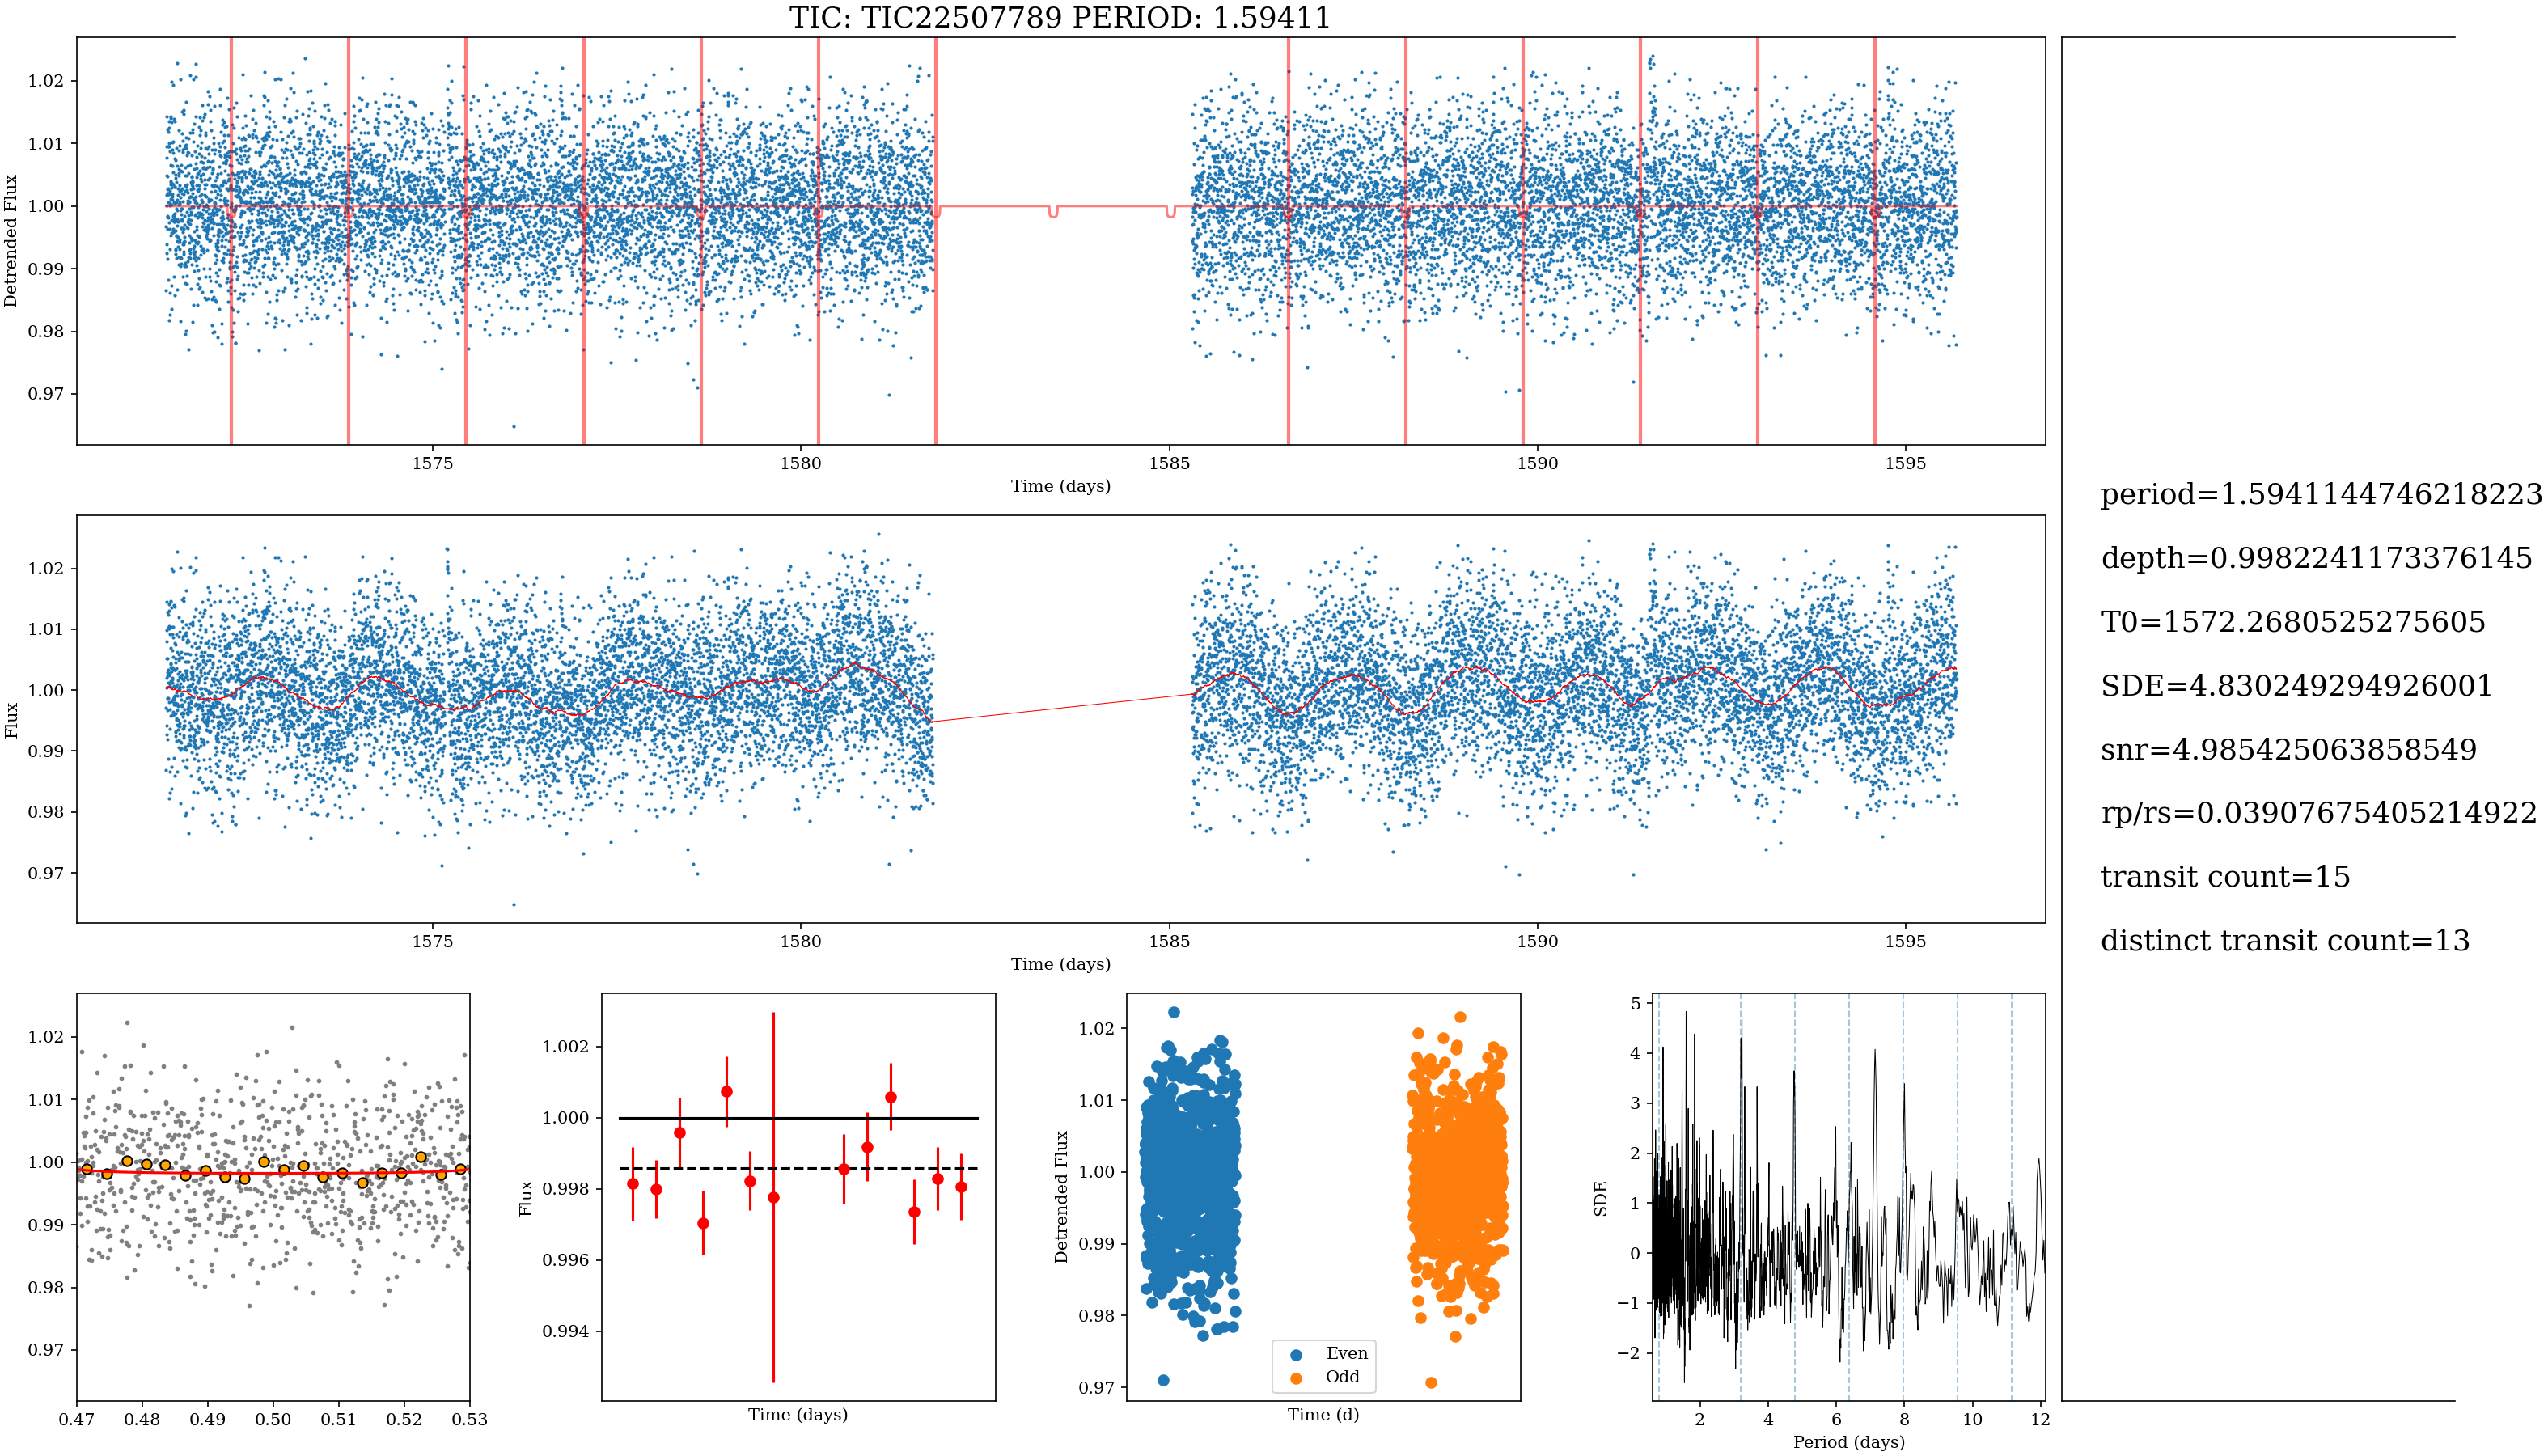 TIC: TIC22507789 PERIOD: 1.59411
1.02
1.01
1.00
0.99
0.98
0.97
Detrended Flux
1575
1580
1585
1590
1595
Time (days)
1.02
1.01
1.00
0.99
0.98
0.97
Flux
1575
1580
1585
1590
1595
Time (days)
period=1.5941144746218223
depth=0.9982241173376145
T0=1572.2680525275605
SDE=4.830249294926001
snr=4.985425063858549
rp/rs=0.03907675405214922
transit count=15
distinct transit count=13
1.02
1.01
1.00
0.99
0.98
0.97
0.47
0.48
0.49
0.50
0.51
0.52
0.53
1.002
1.000
0.998
0.996
0.994
Flux
Time (days)
1.02
1.01
1.00
0.99
0.98
0.97
Detrended Flux
Even
Odd
Time (d)
5
4
3
2
1
0
−1
−2
SDE
2
4
6
8
10
12
Period (days)